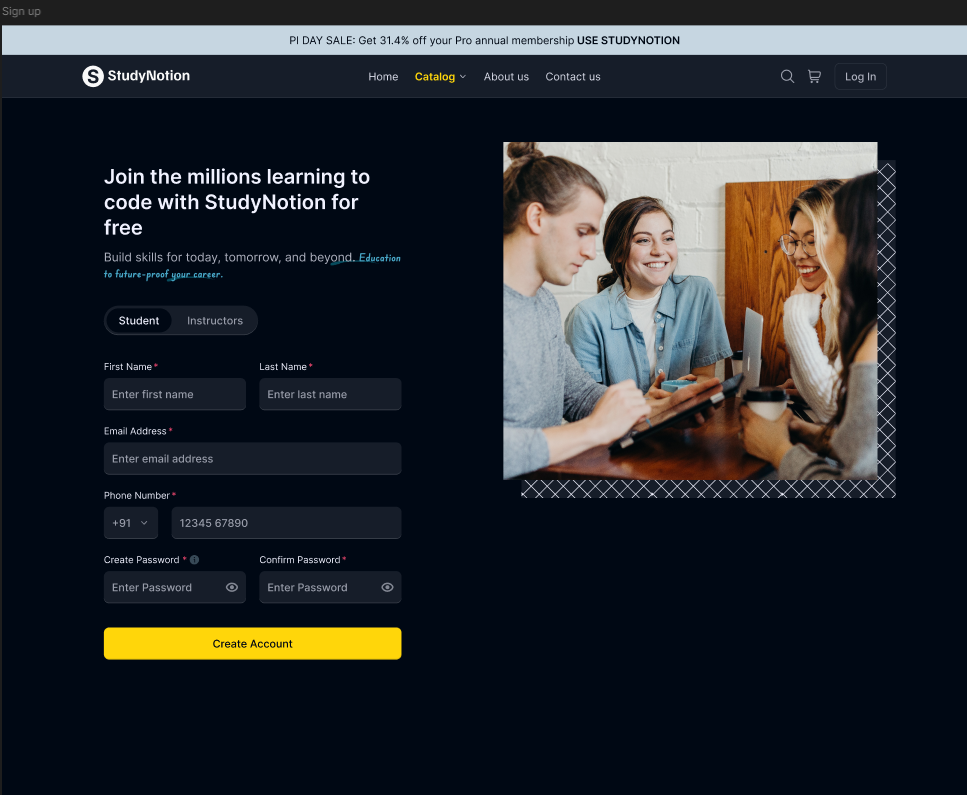 Sign up
PI DAY SALE: Get 31.4% off your Pro annual membership USE STUDYNOTION
S StudyNotion Home Catalog About us Contact us Log In
Join the millions learning to
code with StudyNotion for
free
Build skills for today, tomorrow, and beyond. Education
to future-proof your career.
Student Instructors
First Name* Last Name*
Enter first name Enter last name
Email Address*
Enter email address
Phone Number*
+91 12345 67890
Create Password * Confirm Password*
Enter Password Enter Password
Create Account